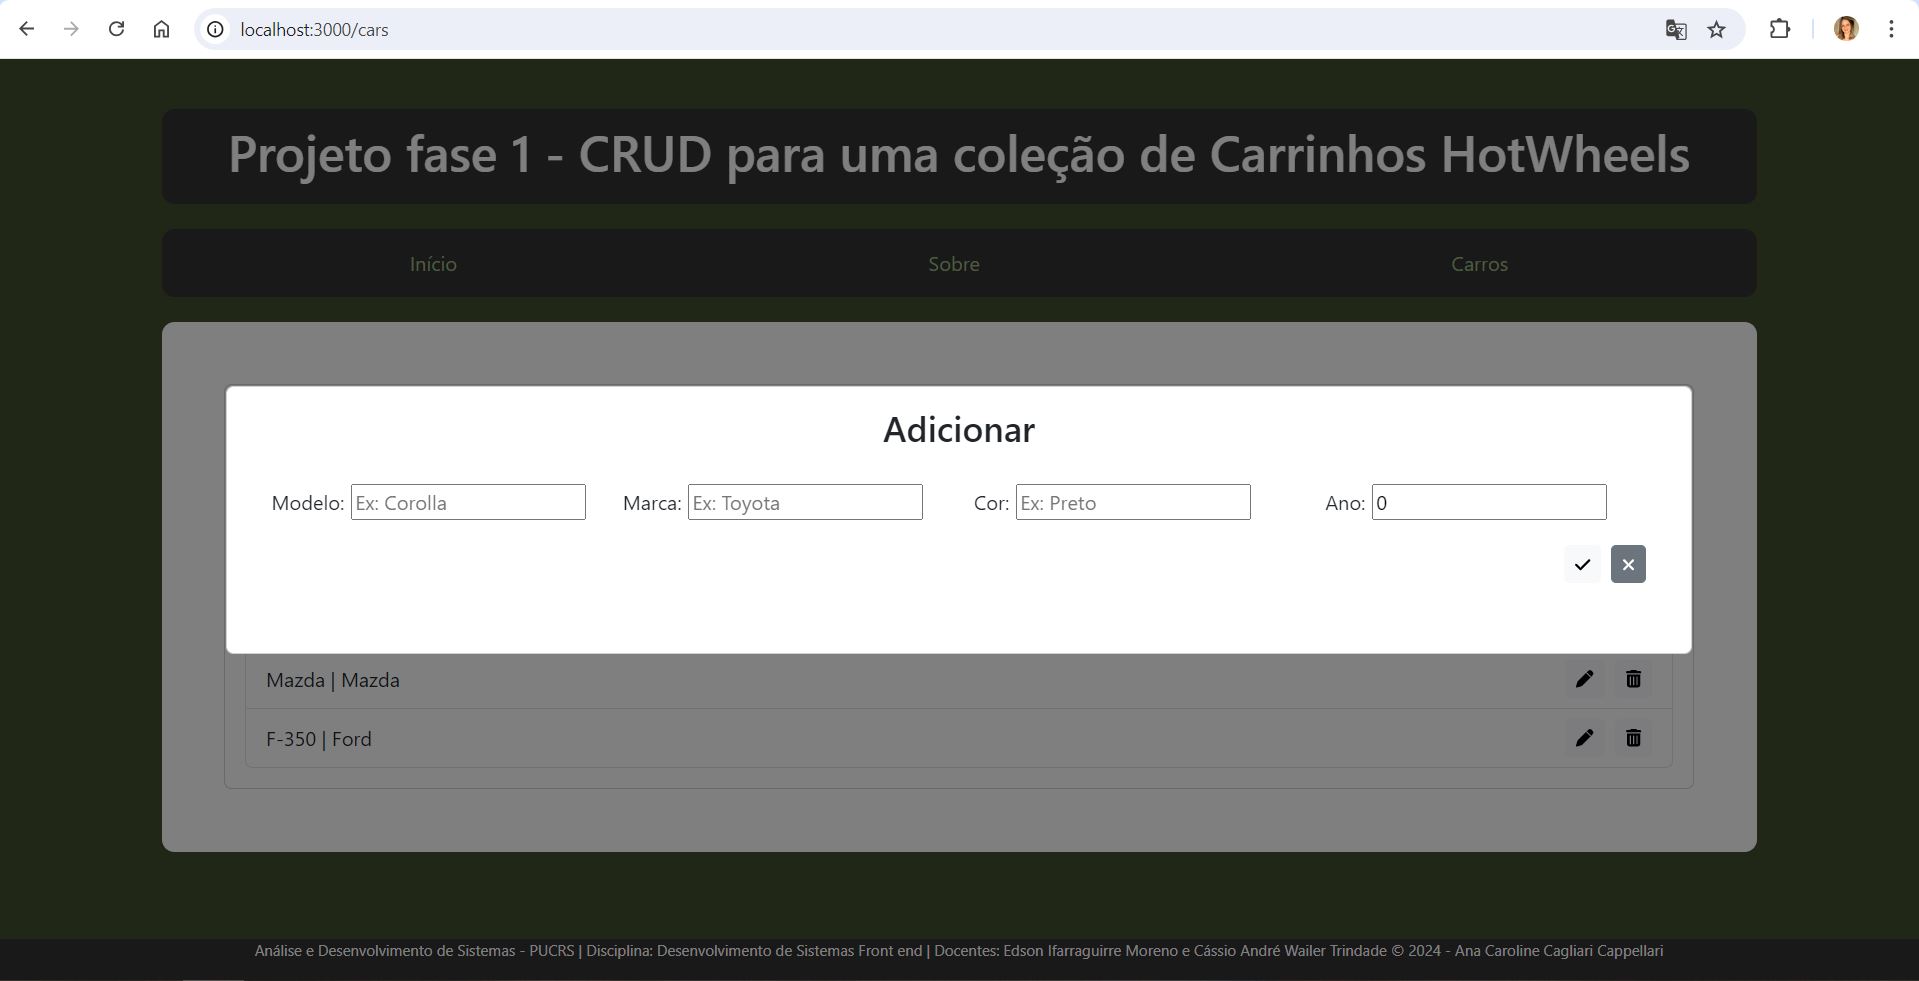 localhost:3000/cars
Projeto fase 1 - CRUD para uma coleção de Carrinhos HotWheels
Início Sobre Carros
Adicionar
Modelo: Ex: Corolla Marca: Ex: Toyota Cor: Ex: Preto Ano: 0
Mazda | Mazda
F-350 | Ford
Análise e Desenvolvimento de Sistemas - PUCRS | Disciplina: Desenvolvimento de Sistemas Front end | Docentes: Edson Ifarraguirre Moreno e Cássio André Wailer Trindade © 2024 - Ana Caroline Cagliari Cappellari